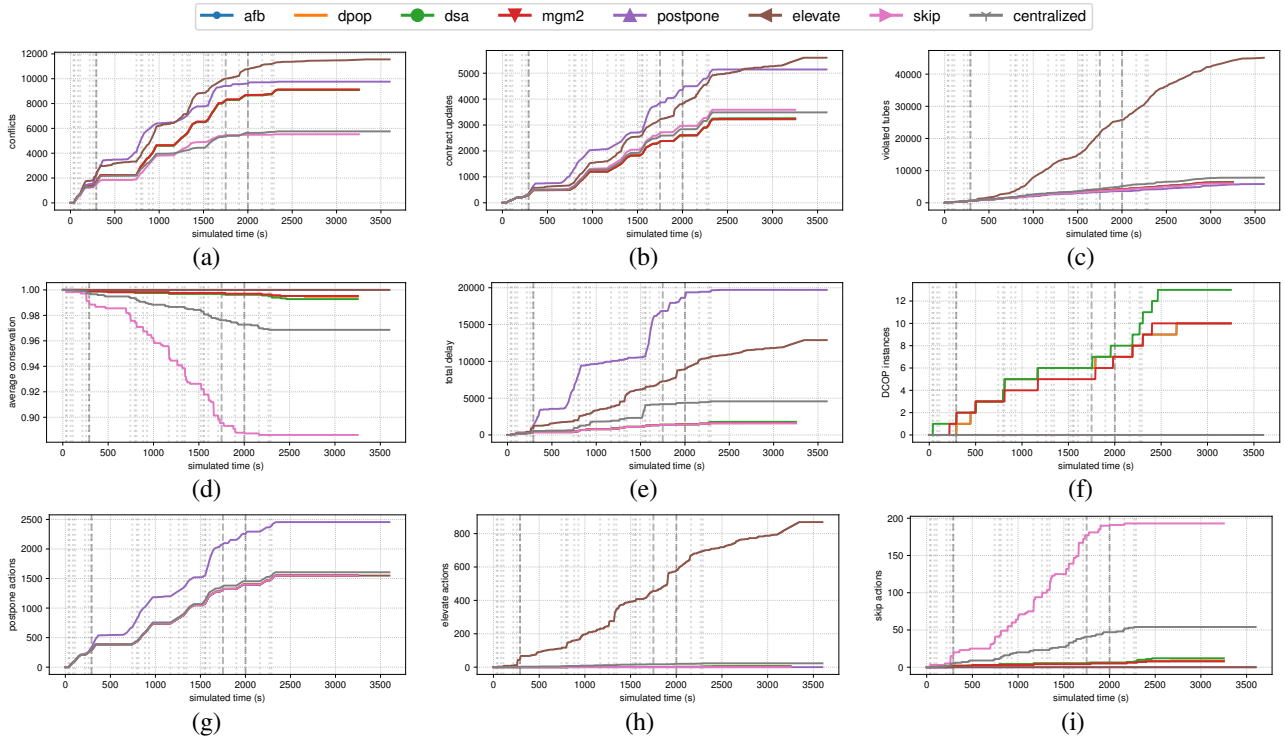 afb dpop dsa mgm2 postpone elevate skip centralized
conflicts
12000
10000
8000
6000
4000
2000
0
0 500 1000 1500 2000 2500 3000 3500
simulated time (s)
(a)
contract updates
5000
4000
3000
2000
1000
0
0 500 1000 1500 2000 2500 3000 3500
simulated time (s)
(b)
violated tubes
40000
30000
20000
10000
0
0 500 1000 1500 2000 2500 3000 3500
simulated time (s)
(c)
average conservation
1.00
0.98
0.96
0.94
0.92
0.90
0 500 1000 1500 2000 2500 3000 3500
simulated time (s)
(d)
total delay
20000
15000
10000
5000
0
0 500 1000 1500 2000 2500 3000 3500
simulated time (s)
(e)
DCOP instances
12
10
8
6
4
2
0
0 500 1000 1500 2000 2500 3000 3500
simulated time (s)
(f)
postpone actions
2500
2000
1500
1000
500
0
0 500 1000 1500 2000 2500 3000 3500
simulated time (s)
(g)
elevate actions
800
600
400
200
0
0 500 1000 1500 2000 2500 3000 3500
simulated time (s)
(h)
skip actions
200
150
100
50
0
0 500 1000 1500 2000 2500 3000 3500
simulated time (s)
(i)